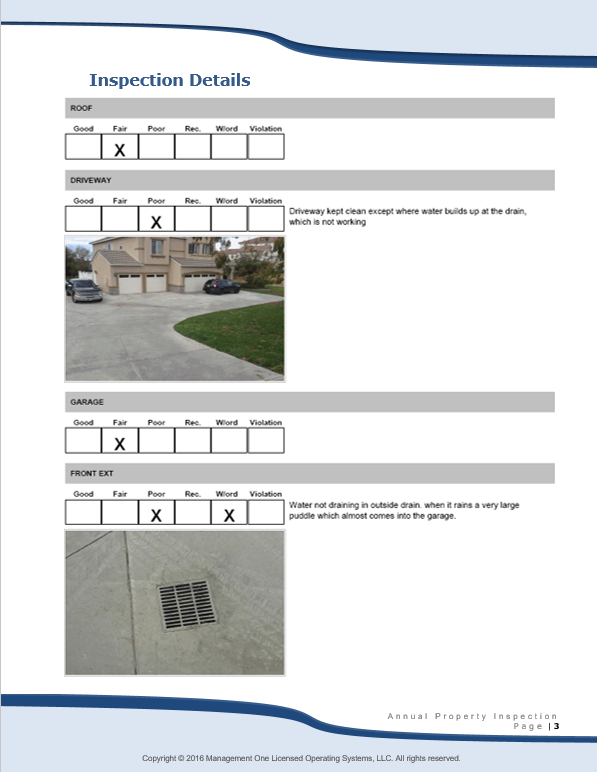 Inspection Details
ROOF
Good Fair Poor Rec. W/ord Violation
X
DRIVEWAY
Good Fair Poor Rec. W/ord Violation
X
Driveway kept clean except where water builds up at the drain,
which is not working
GARAGE
Good Fair Poor Rec. W/ord Violation
X
FRONT EXT
Good Fair Poor Rec. W/ord Violation
X X
Water not draining in outside drain. when it rains a very large
puddle which almost comes into the garage.
Annual Property Inspection
Page | 3
Copyright © 2016 Management One Licensed Operating Systems, LLC. All rights reserved.